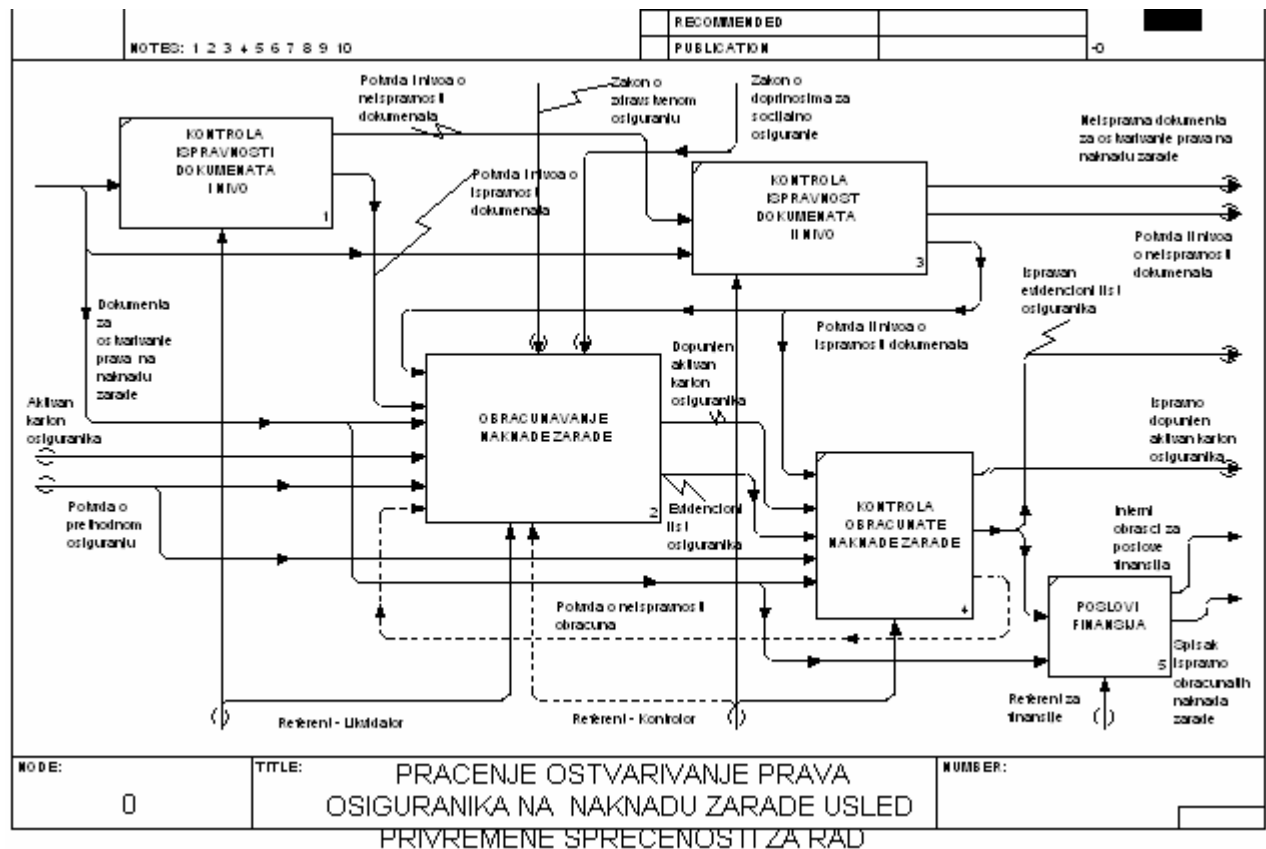 RECOMMENDED
NOTES: 1 2 3 4 5 6 7 8 9 10
PUBLICATION
-0
Potvrda I nivoa o
neispravnosti
dokumenata
Zakon o
zdravstvenom
osiguranju
Zakon o
doprinosima za
socijalno
osiguranje
Neispravna dokumenta
za ostvarivanje prava na
naknadu zarade
KONTROLA
ISPRAVNOSTI
DOKUMENATA
I NIVO
1
Potvrda I nivoa o
ispravnosti
dokumenata
KONTROLA
ISPRAVNOST
DOKUMENATA
II NIVO
3
Potvrda II nivoa
o neispravnosti
dokumenata
Ispravan
evidencioni list
osiguranika
Dokumenta
za
ostvarivanje
prava na
naknadu
zarade
Potvrda II nivoa o
ispravnosti dokumenata
Dopunjen
aktivan
karton
osiguranika
Aktivan
karton
osiguranika
OBRACUNAVANJE
NAKNADE ZARADE
2
Ispravno
dopunjen
aktivan karton
osiguranika
Potvrda o
prethodnom
osiguranju
Evidencioni
list
osiguranika
KONTROLA
OBRACUNATE
NAKNADE ZARADE
4
Interni
obrasci za
poslove
finansija
Potvrda o neispravnosti
obracuna
POSLOVI
FINANSIJA
5
Spisak
ispravno
obracunatih
naknada
zarade
Referent - Likvidator
Referent - Kontrolor
Referent za
finansije
NODE:
0
TITLE:
PRACENJE OSTVARIVANJE PRAVA
OSIGURANIKA NA NAKNADU ZARADE USLED
PRIVREMENE SPRECENOSTI ZA RAD
NUMBER: